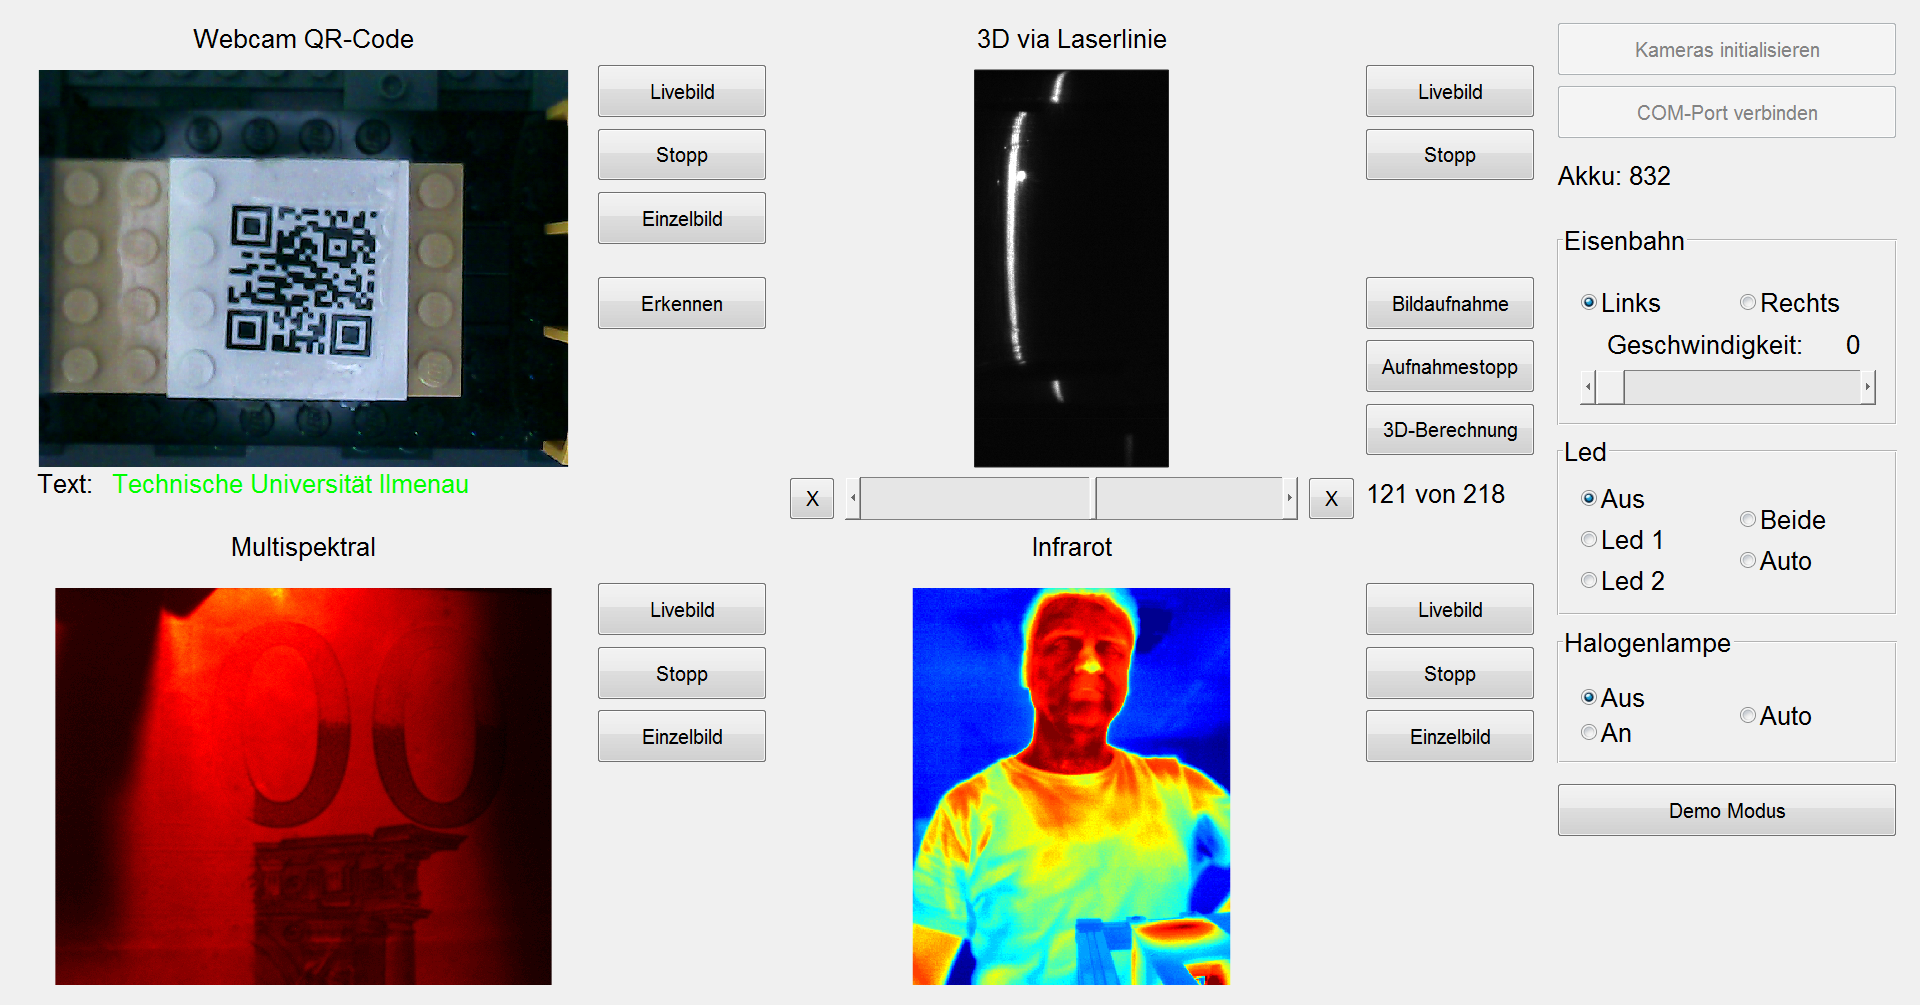 Webcam QR-Code
Livebild
Stopp
Einzelbild
Erkennen
Text: Technische Universität Ilmenau
3D via Laserlinie
Livebild
Stopp
Bildaufnahme
Aufnahmestopp
3D-Berechnung
X
X
121 von 218
Multispektral
00
Livebild
Stopp
Einzelbild
Infrarot
Livebild
Stopp
Einzelbild
Kameras initialisieren
COM-Port verbinden
Akku: 832
Eisenbahn
Links Rechts
Geschwindigkeit: 0
Led
Aus
Led 1
Led 2
Beide
Auto
Halogenlampe
Aus
An
Auto
Demo Modus